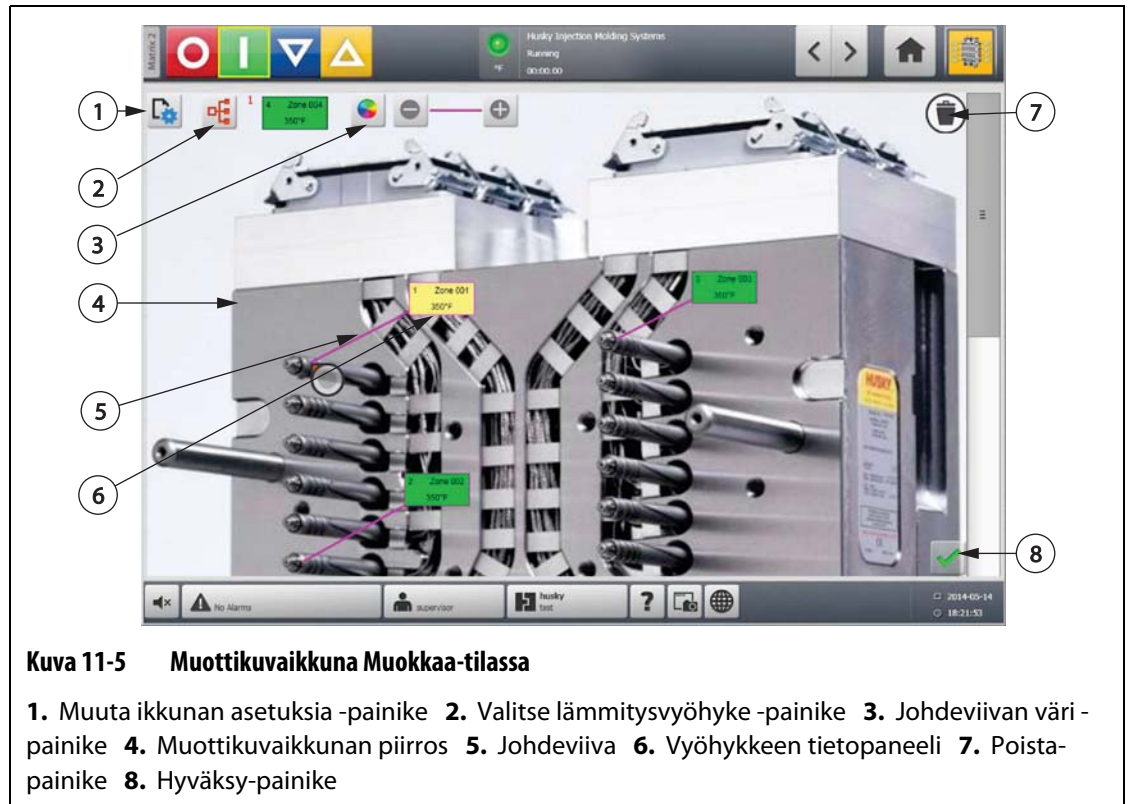 Matrix 2
Husky Injection Molding Systems
Running
°F
00:00.00
1
2
3
4
5
6
7
8
1
4 Zone 004
350°F
1 Zone 001
350°F
3 Zone 003
350°F
2 Zone 002
350°F
HUSKY
No Alarms
supervisor
husky
test
?
2014-05-14
18:21:53
Kuva 11-5 Muottikuvaikkuna Muokkaa-tilassa
1. Muuta ikkunan asetuksia -painike 2. Valitse lämmitysvyöhyke -painike 3. Johdeviivan väri -
painike 4. Muottikuvaikkunan piirros 5. Johdeviiva 6. Vyöhykkeen tietopaneeli 7. Poista-
painike 8. Hyväksy-painike